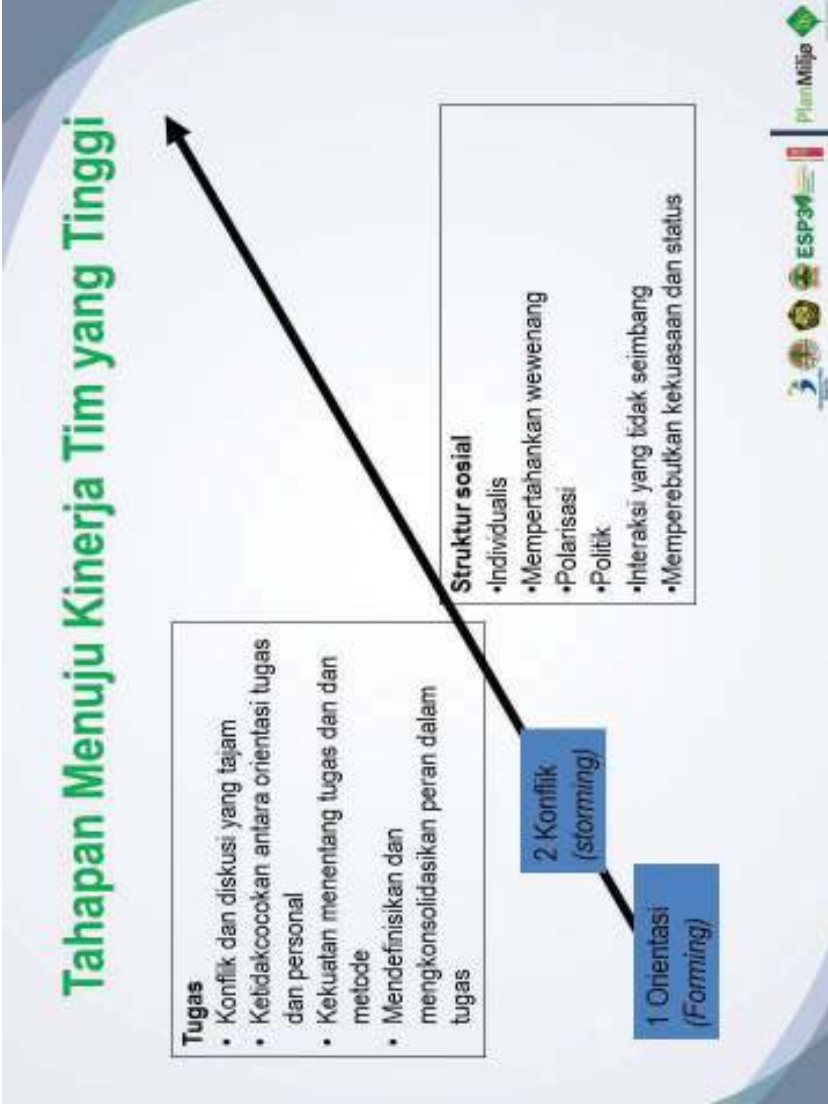 Tahapan Menuju Kinerja Tim yang Tinggi
Tugas
• Konflik dan diskusi yang tajam
• Ketidakcocokan antara orientasi tugas
dan personal
• Kekuatan menentang tugas dan dan
metode
• Mendefinisikan dan
mengkonsolidasikan peran dalam
tugas
Struktur sosial
•Individualis
•Mempertahankan wewenang
•Polarisasi
•Politik
•Interaksi yang tidak seimbang
•Memperebutkan kekuasaan dan status
2 Konflik
(storming)
1 Orientasi
(Forming)
ESP3
PlanMiljø